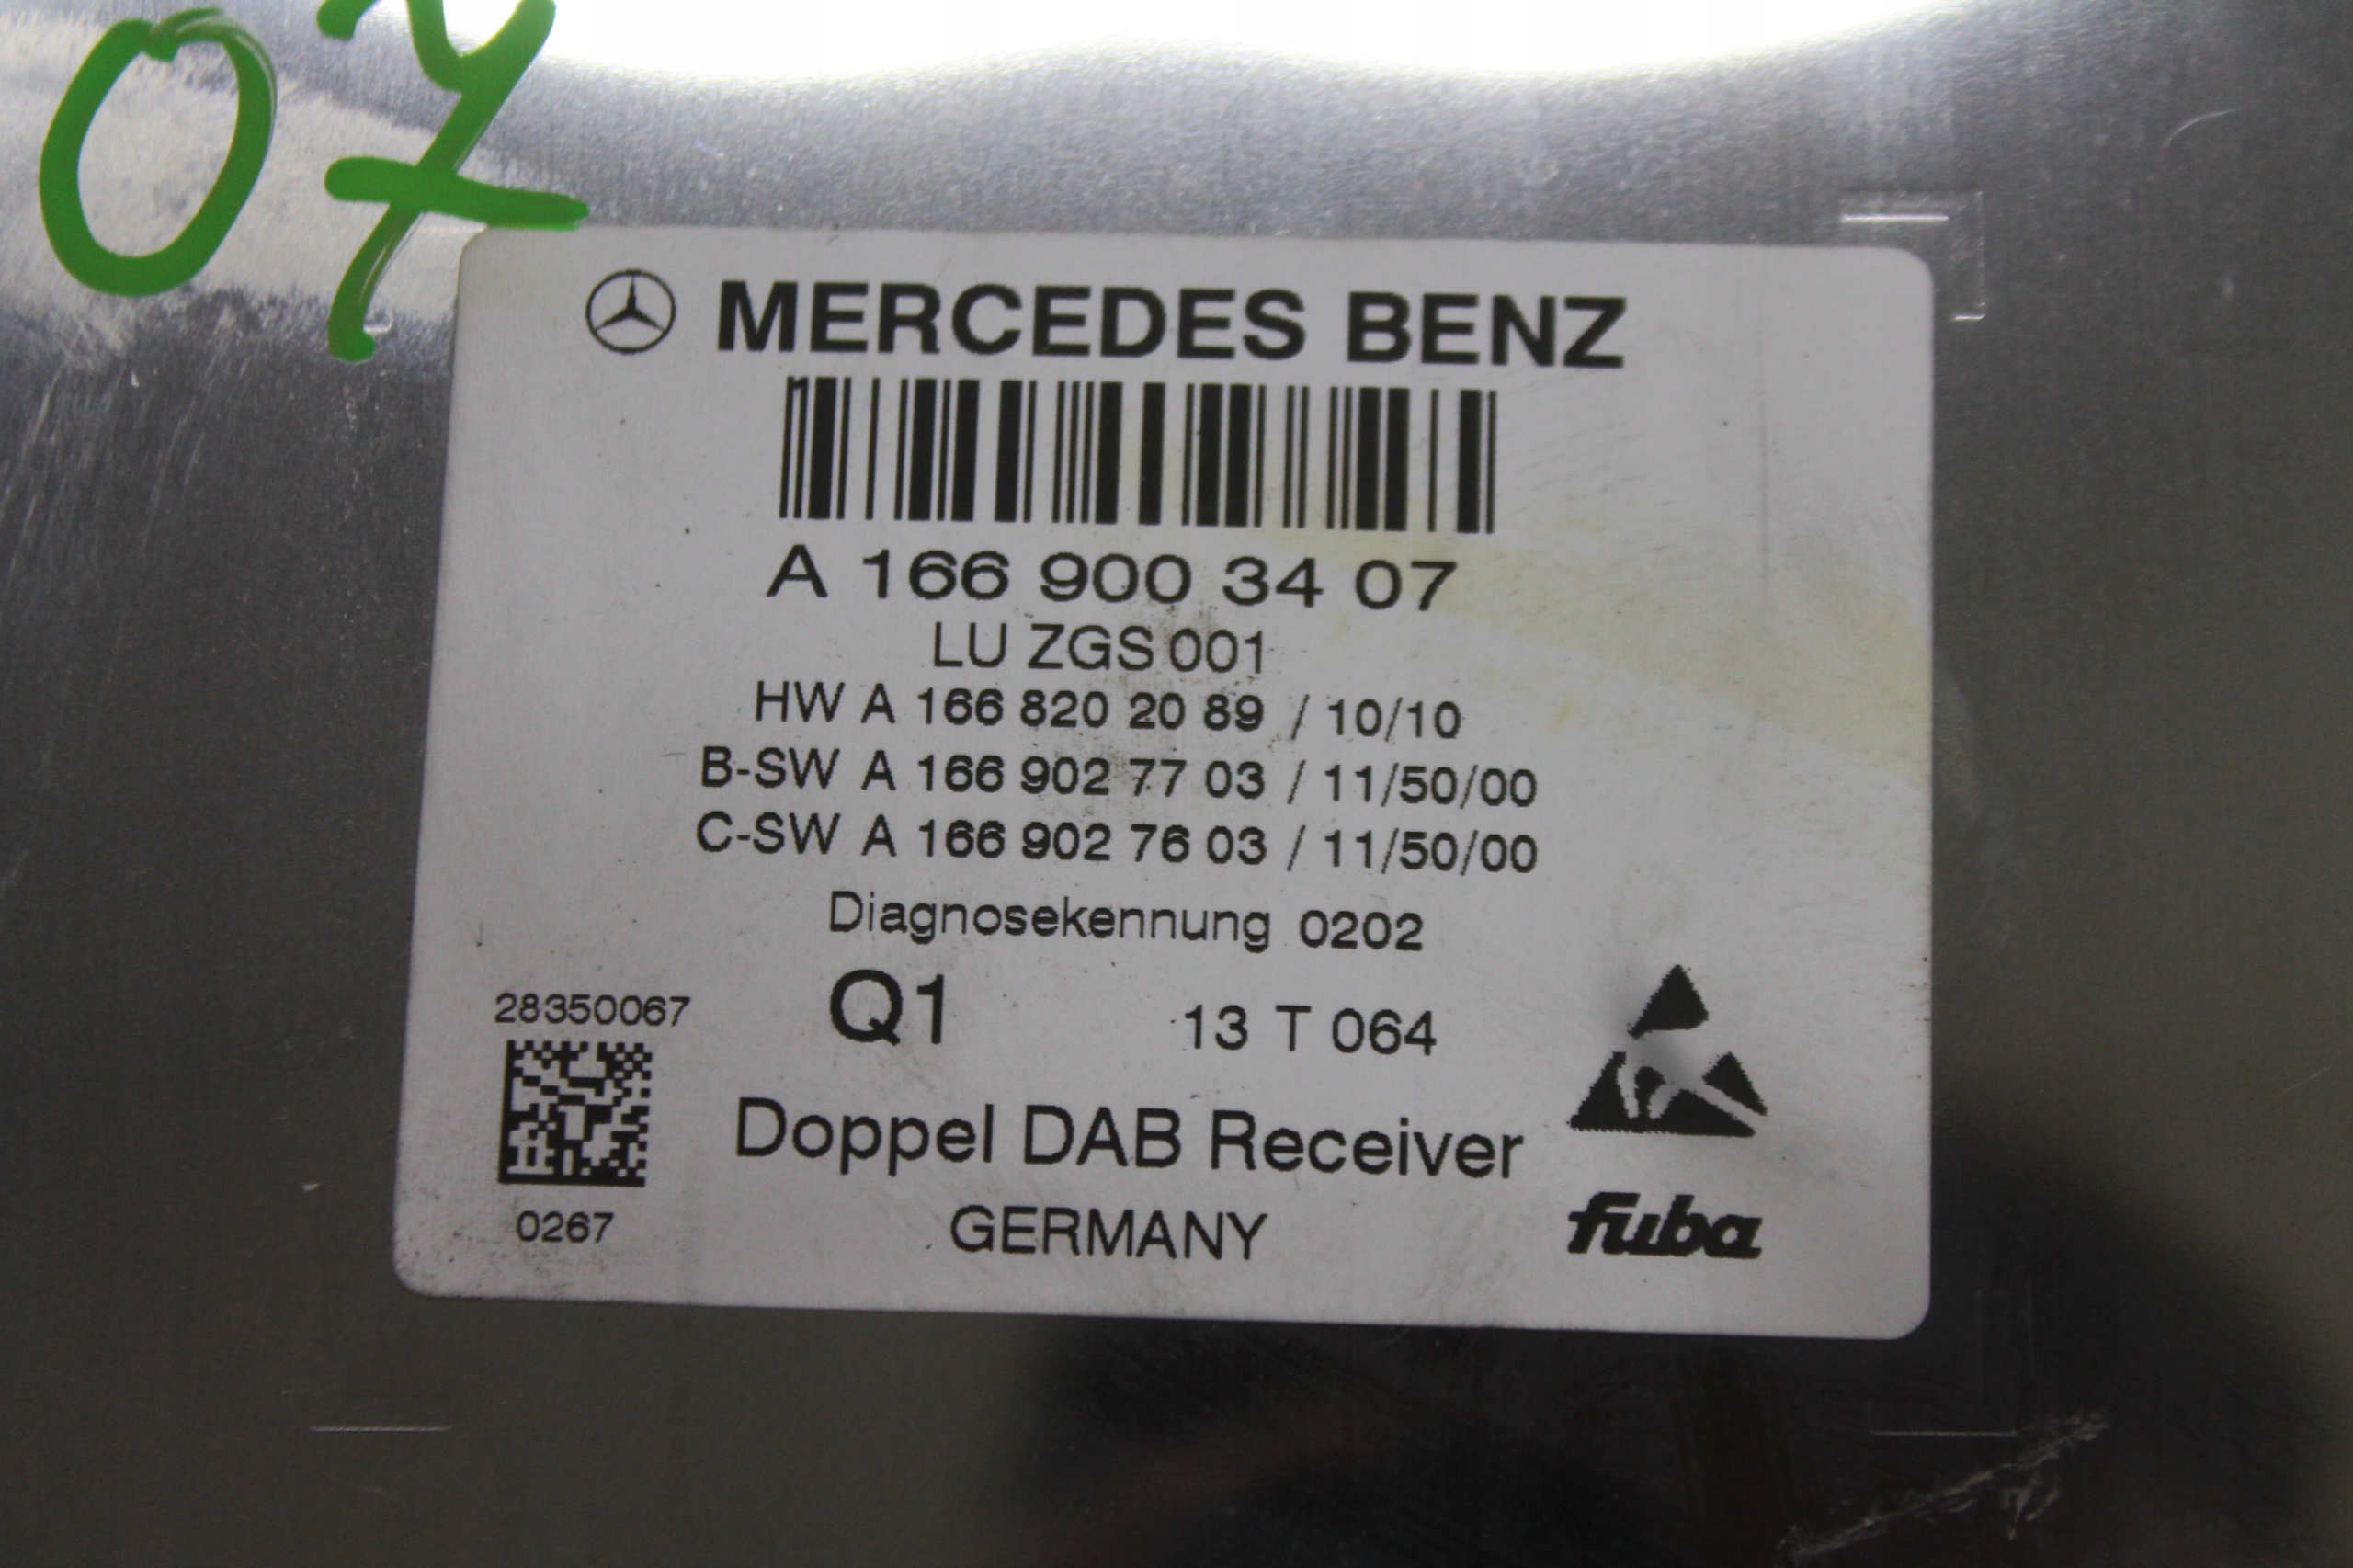 07
MERCEDES BENZ
A 166 900 34 07
LU ZGS 001
HW A 166 820 20 89 / 10/10
B-SW A 166 902 77 03 / 11/50/00
C-SW A 166 902 76 03 / 11/50/00
Diagnosekennung 0202
28350067
Q1 13 T 064
Doppel DAB Receiver
0267
GERMANY
fuba